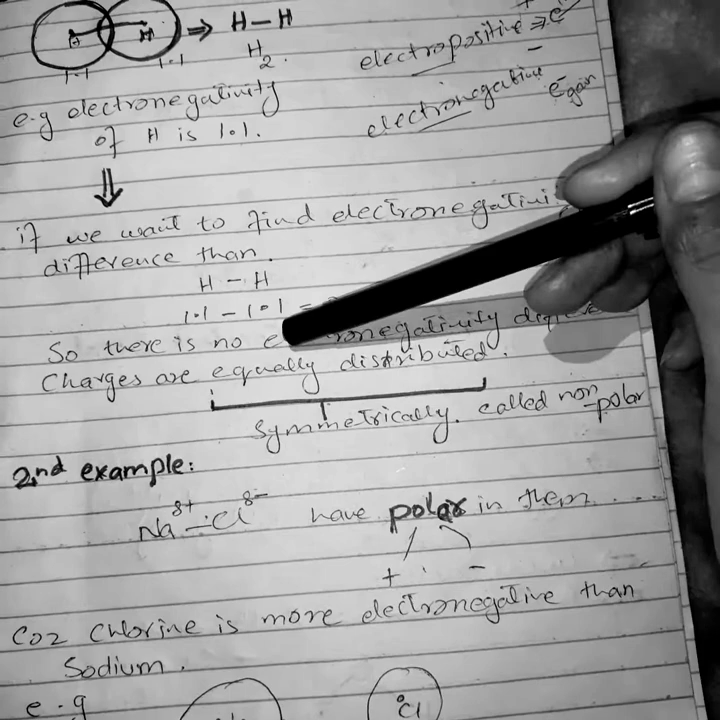 H H ⇒ H - H
1.1 1.1 H2.
electropositive ⇒ e
electronegative e gain
e.g electronegativity
of H is 1.1.
⇓
if we want to find
difference than.
H - H
1.1 - 1.1 =
So there is no
Charges are equally distributed.
Symmetrically. called non-polar
2nd example:
Na δ+ - Cl δ- have polar in them ....
+ -
Coz Chlorine is more electronegative than
Sodium.
e.g
Cl